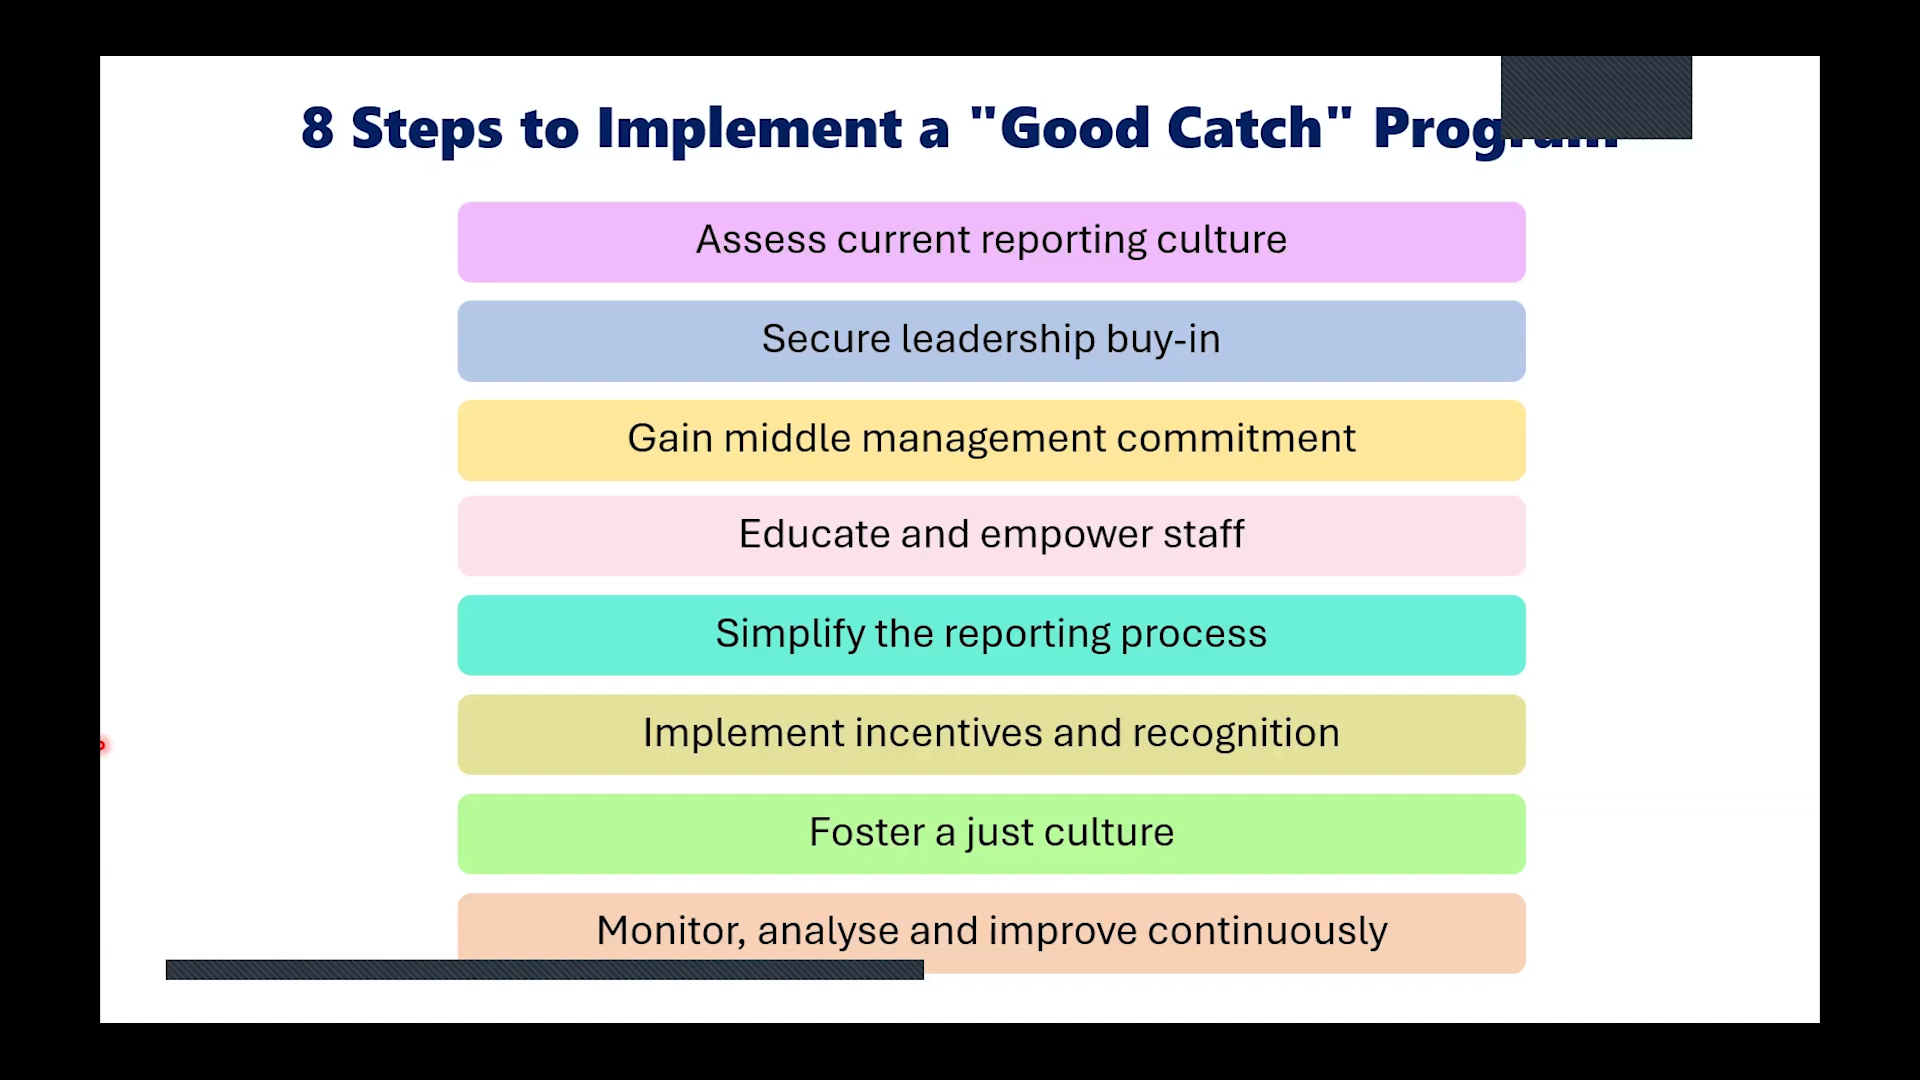 8 Steps to Implement a "Good Catch" Program
Assess current reporting culture
Secure leadership buy-in
Gain middle management commitment
Educate and empower staff
Simplify the reporting process
Implement incentives and recognition
Foster a just culture
Monitor, analyse and improve continuously